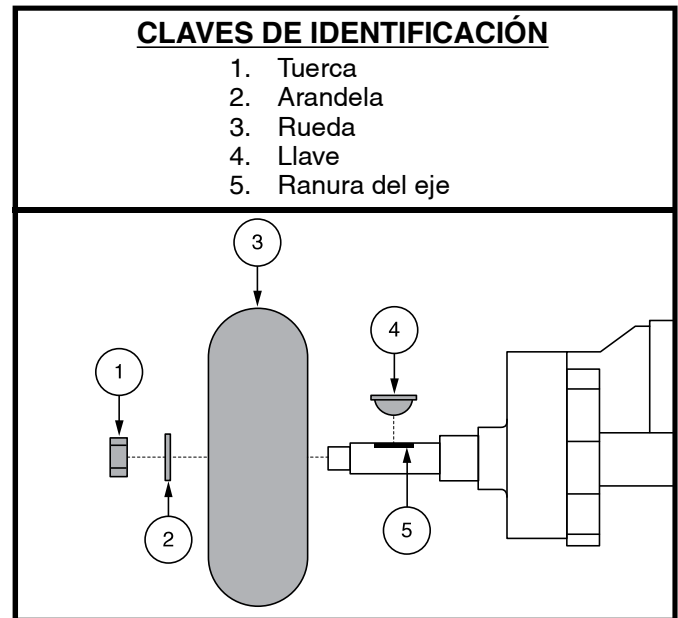 CLAVES DE IDENTIFICACIÓN
1. Tuerca
2. Arandela
3. Rueda
4. Llave
5. Ranura del eje
3
4
1
2
5